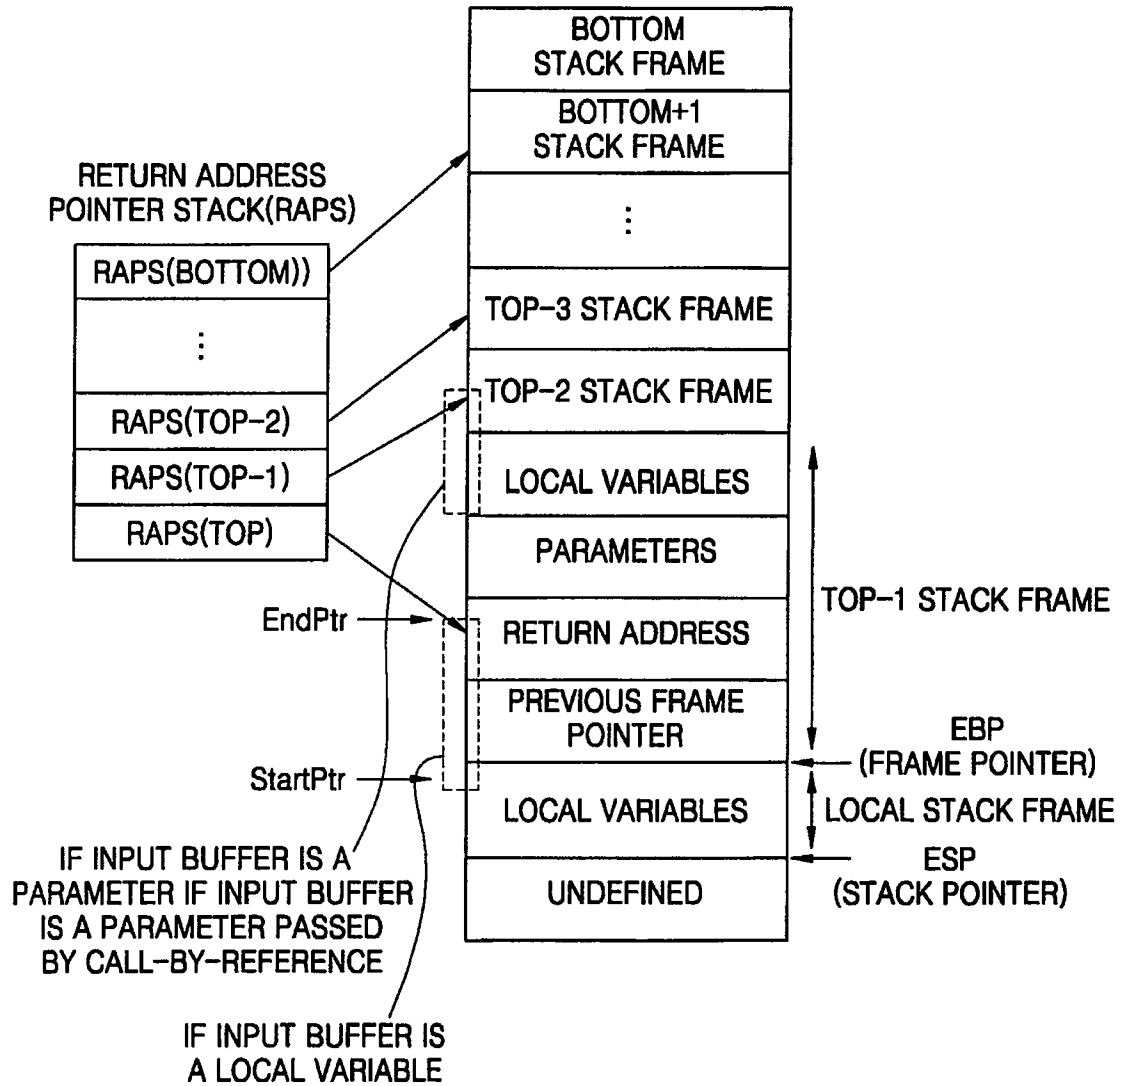 BOTTOM
STACK FRAME
BOTTOM+1
STACK FRAME
⋮
TOP-3 STACK FRAME
TOP-2 STACK FRAME
LOCAL VARIABLES
PARAMETERS
RETURN ADDRESS
PREVIOUS FRAME
POINTER
LOCAL VARIABLES
UNDEFINED
RETURN ADDRESS
POINTER STACK(RAPS)
RAPS(BOTTOM))
⋮
RAPS(TOP-2)
RAPS(TOP-1)
RAPS(TOP)
EndPtr
StartPtr
IF INPUT BUFFER IS A
PARAMETER IF INPUT BUFFER
IS A PARAMETER PASSED
BY CALL-BY-REFERENCE
IF INPUT BUFFER IS
A LOCAL VARIABLE
TOP-1 STACK FRAME
EBP
(FRAME POINTER)
LOCAL STACK FRAME
ESP
(STACK POINTER)